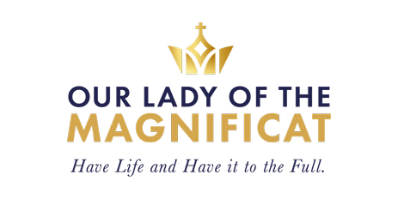 OUR LADY OF THE
MAGNIFICAT
Have Life and Have it to the Full.